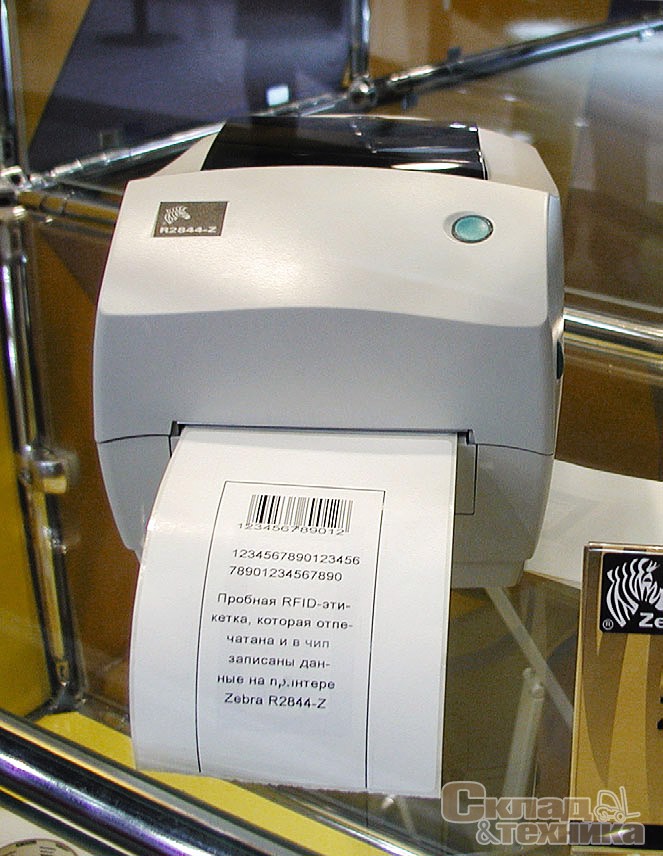 R2844-Z
123456789012
1234567890123456
78901234567890
Пробная RFID-эти-
кетка, которая отпе-
чатана и в чип
записаны дан-
ные на принтере
Zebra R2844-Z
®
Ze
Склад
&техника